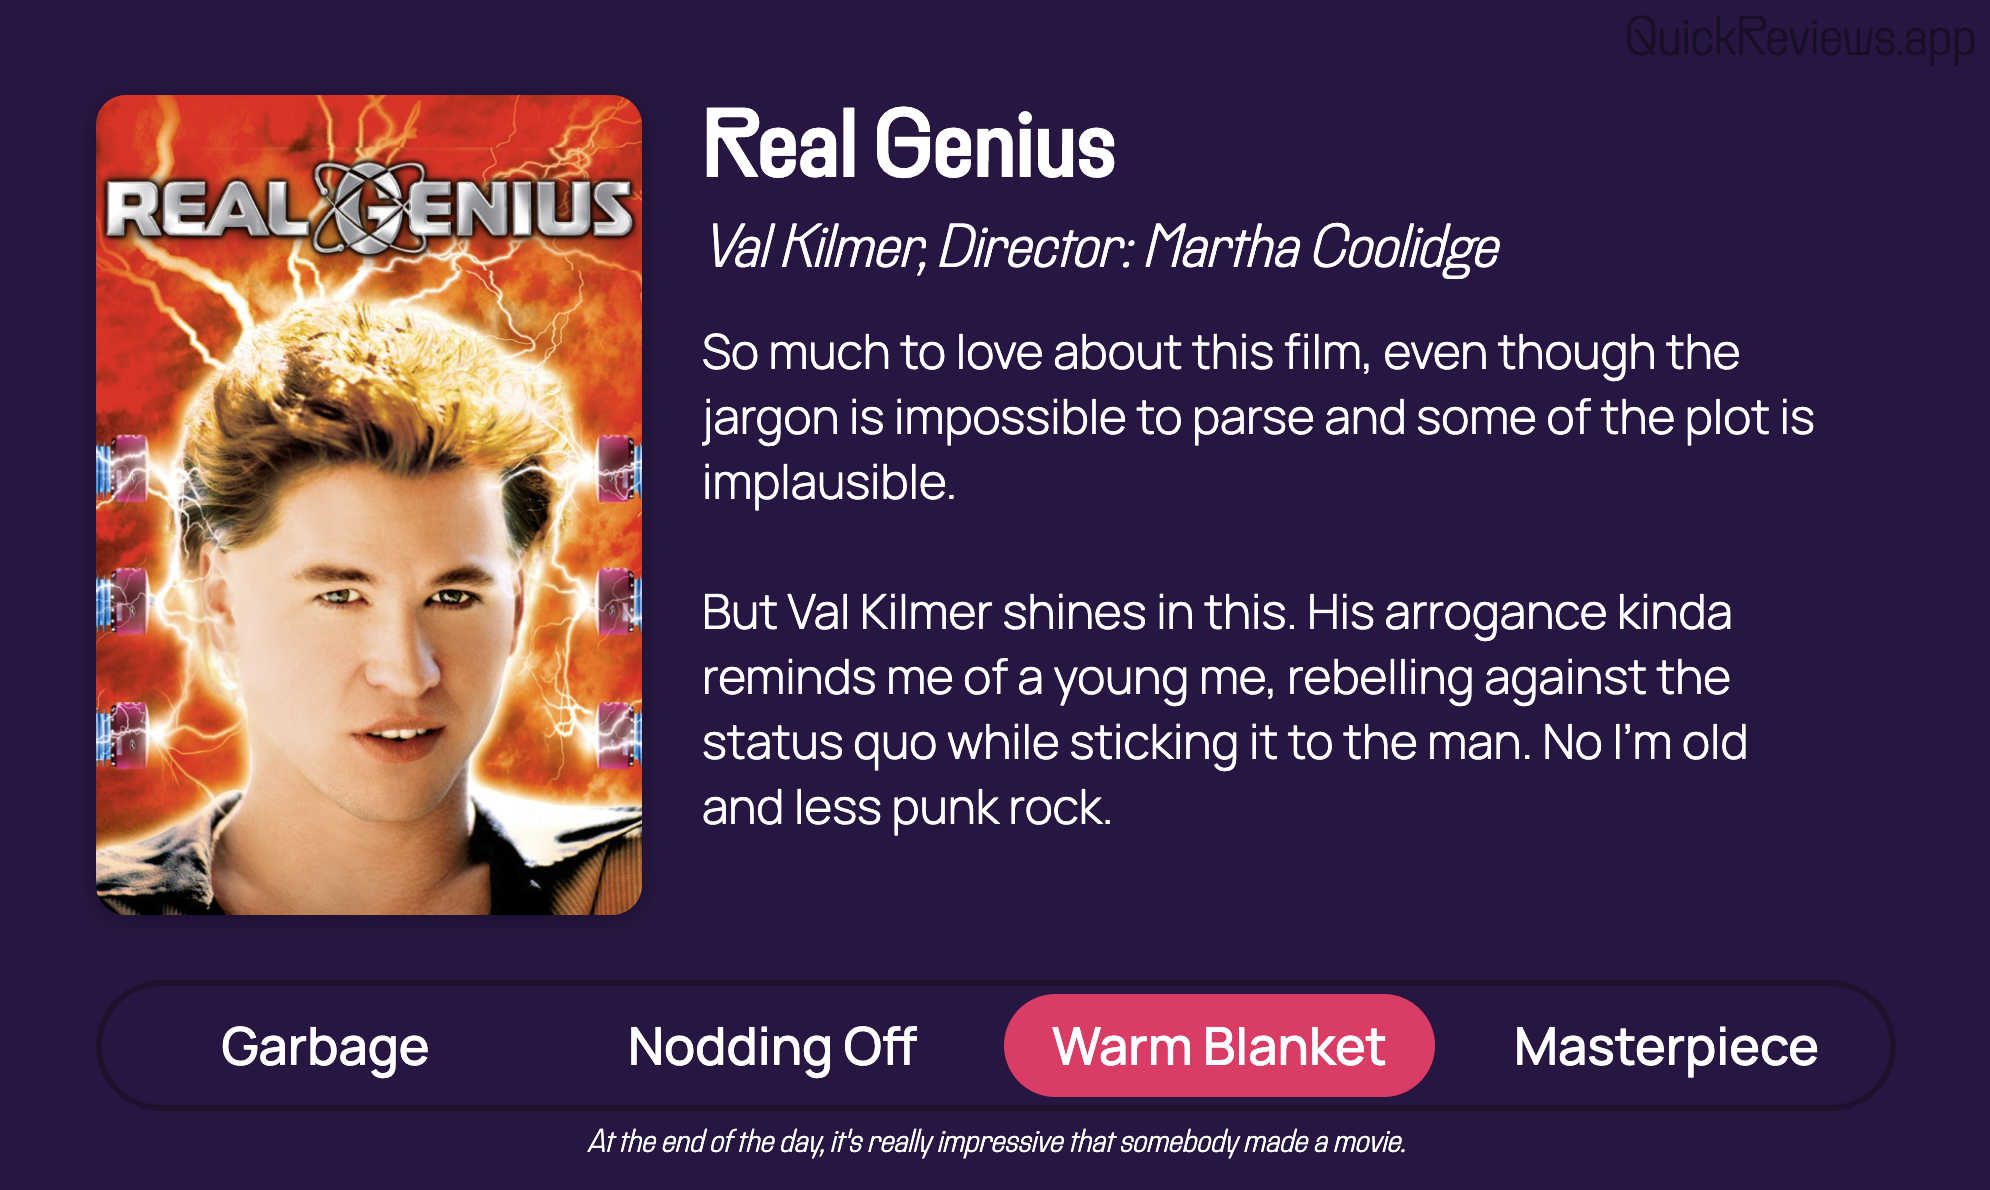 QuickReviews.app
REAL GENIUS
Real Genius
Val Kilmer, Director: Martha Coolidge
So much to love about this film, even though the
jargon is impossible to parse and some of the plot is
implausible.
But Val Kilmer shines in this. His arrogance kinda
reminds me of a young me, rebelling against the
status quo while sticking it to the man. No I'm old
and less punk rock.
Garbage Nodding Off Warm Blanket Masterpiece
At the end of the day, it's really impressive that somebody made a movie.